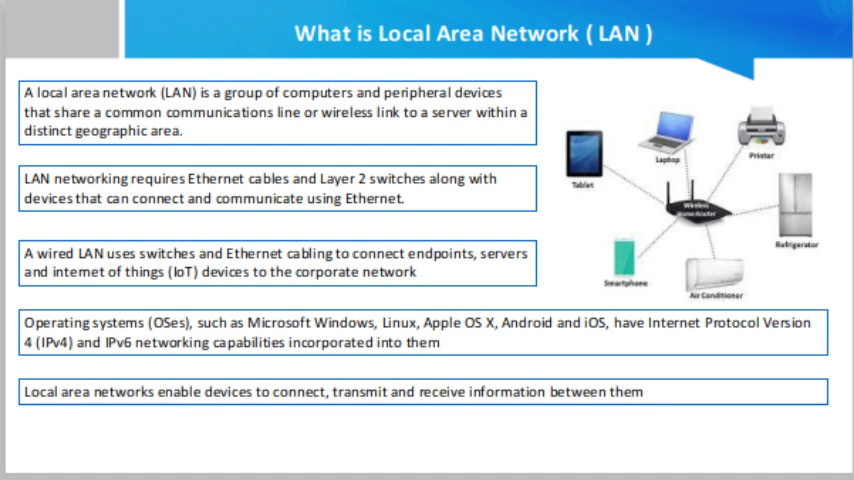 What is Local Area Network ( LAN )
A local area network (LAN) is a group of computers and peripheral devices
that share a common communications line or wireless link to a server within a
distinct geographic area.
LAN networking requires Ethernet cables and Layer 2 switches along with
devices that can connect and communicate using Ethernet.
A wired LAN uses switches and Ethernet cabling to connect endpoints, servers
and internet of things (IoT) devices to the corporate network
Operating systems (OSes), such as Microsoft Windows, Linux, Apple OS X, Android and iOS, have Internet Protocol Version
4 (IPv4) and IPv6 networking capabilities incorporated into them
Local area networks enable devices to connect, transmit and receive information between them
Tablet
Laptop
Printer
Wireless
Home Router
Refrigerator
Smartphone
Air Conditioner